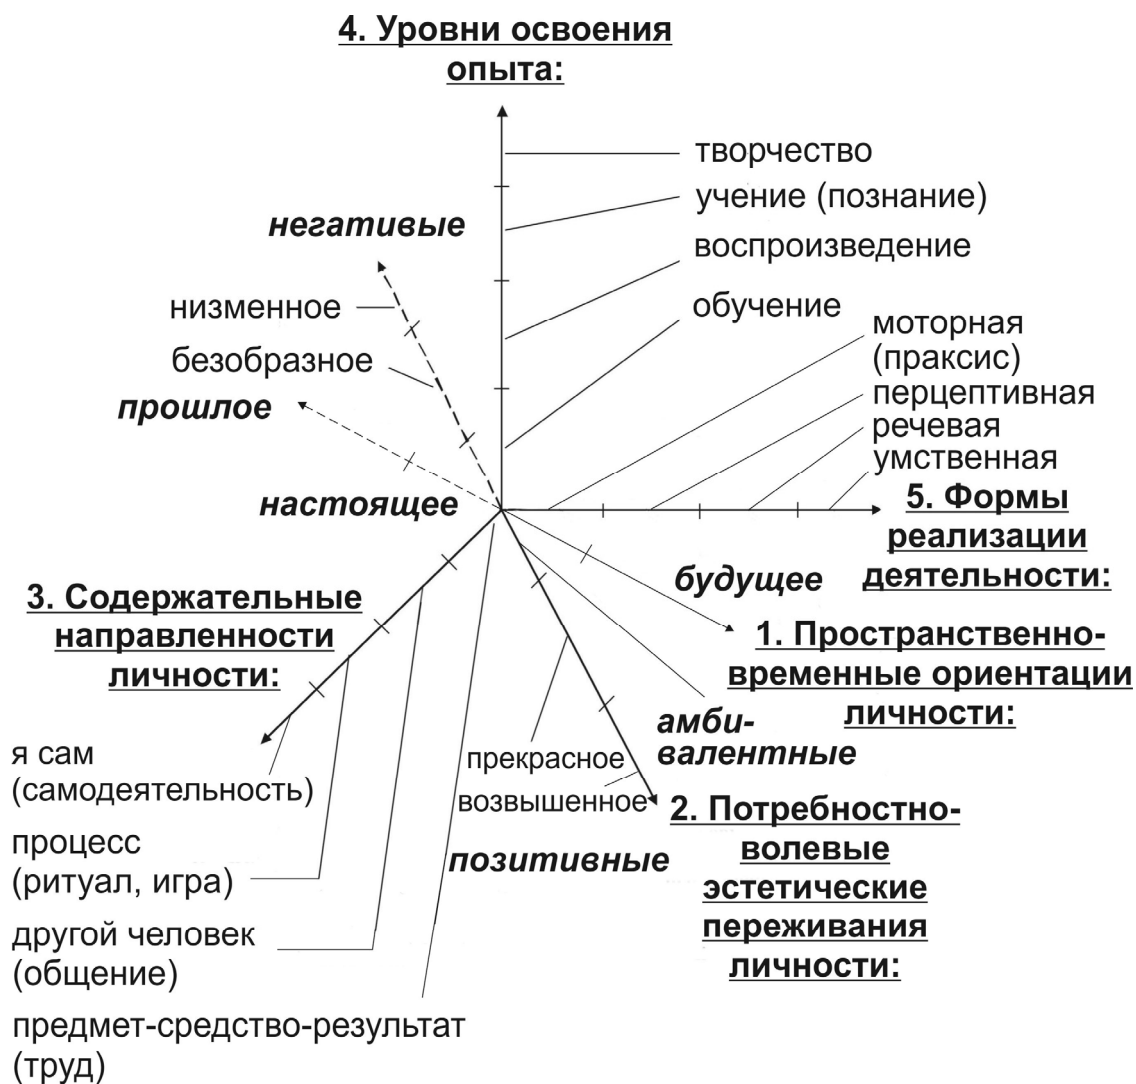 4. Уровни освоения
опыта:
творчество
учение (познание)
негативые
воспроизведение
низменное
обучение
моторная
(праксис)
безобразное
перцептивная
прошлое
речевая
умственная
настоящее
5. Формы
реализации
деятельности:
будущее
3. Содержательные
направленности
личности:
1. Пространственно-
временные ориентации
личности:
амби-
валентные
я сам
(самодеятельность)
прекрасное
возвышенное
2. Потребностно-
волевые
эстетические
переживания
личности:
позитивные
процесс
(ритуал, игра)
другой человек
(общение)
предмет-средство-результат
(труд)